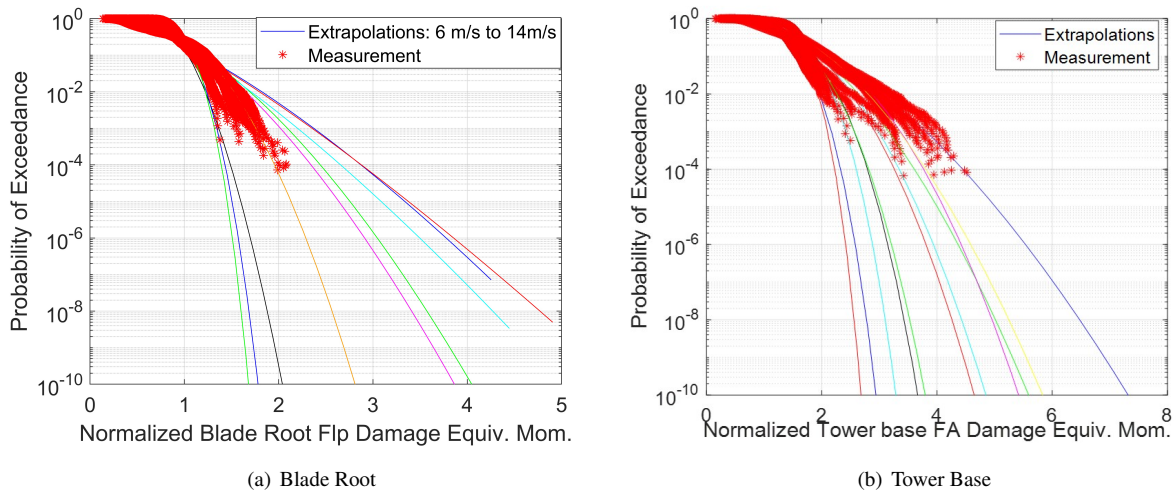 10^0
10^-2
10^-4
10^-6
10^-8
10^-10
Probability of Exceedance
Extrapolations: 6 m/s to 14m/s
Measurement
0 1 2 3 4 5
Normalized Blade Root Flp Damage Equiv. Mom.
(a) Blade Root
10^0
10^-2
10^-4
10^-6
10^-8
10^-10
Probability of Exceedance
Extrapolations
Measurement
0 2 4 6 8
Normalized Tower base FA Damage Equiv. Mom.
(b) Tower Base